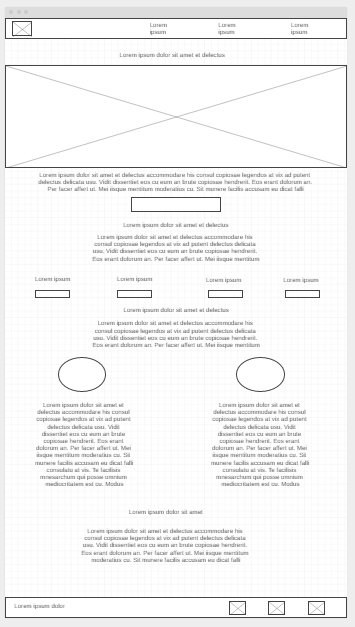 Lorem ipsum
Lorem ipsum
Lorem ipsum
Lorem ipsum dolor sit amet et delectus
Lorem ipsum dolor sit amet et delectus accommodare his consul copiosae legendos at vix ad putent
delectus delicata usu. Vidit dissentiet eos cu eum an brute copiosae hendrerit. Eos erant dolorum an.
Per facer affert ut. Mei iisque mentitum moderatius cu. Sit munere facilis accusam eu dicat falli
Lorem ipsum dolor sit amet et delectus
Lorem ipsum dolor sit amet et delectus accommodare his
consul copiosae legendos at vix ad putent delectus delicata
usu. Vidit dissentiet eos cu eum an brute copiosae hendrerit.
Eos erant dolorum an. Per facer affert ut. Mei iisque mentitum
Lorem ipsum
Lorem ipsum
Lorem ipsum
Lorem ipsum
Lorem ipsum dolor sit amet et delectus
Lorem ipsum dolor sit amet et delectus accommodare his
consul copiosae legendos at vix ad putent delectus delicata
usu. Vidit dissentiet eos cu eum an brute copiosae hendrerit.
Eos erant dolorum an. Per facer affert ut. Mei iisque mentitum
Lorem ipsum dolor sit amet et
delectus accommodare his consul
copiosae legendos at vix ad putent
delectus delicata usu. Vidit
dissentiet eos cu eum an brute
copiosae hendrerit. Eos erant
dolorum an. Per facer affert ut. Mei
iisque mentitum moderatius cu. Sit
munere facilis accusam eu dicat falli
consulatu at vis. Te facilisis
mnesarchum qui posse omnium
mediocritatem est cu. Modus
Lorem ipsum dolor sit amet et
delectus accommodare his consul
copiosae legendos at vix ad putent
delectus delicata usu. Vidit
dissentiet eos cu eum an brute
copiosae hendrerit. Eos erant
dolorum an. Per facer affert ut. Mei
iisque mentitum moderatius cu. Sit
munere facilis accusam eu dicat falli
consulatu at vis. Te facilisis
mnesarchum qui posse omnium
mediocritatem est cu. Modus
Lorem ipsum dolor sit amet
Lorem ipsum dolor sit amet et delectus accommodare his
consul copiosae legendos at vix ad putent delectus delicata
usu. Vidit dissentiet eos cu eum an brute copiosae hendrerit.
Eos erant dolorum an. Per facer affert ut. Mei iisque mentitum
moderatius cu. Sit munere facilis accusam eu dicat falli
Lorem ipsum dolor